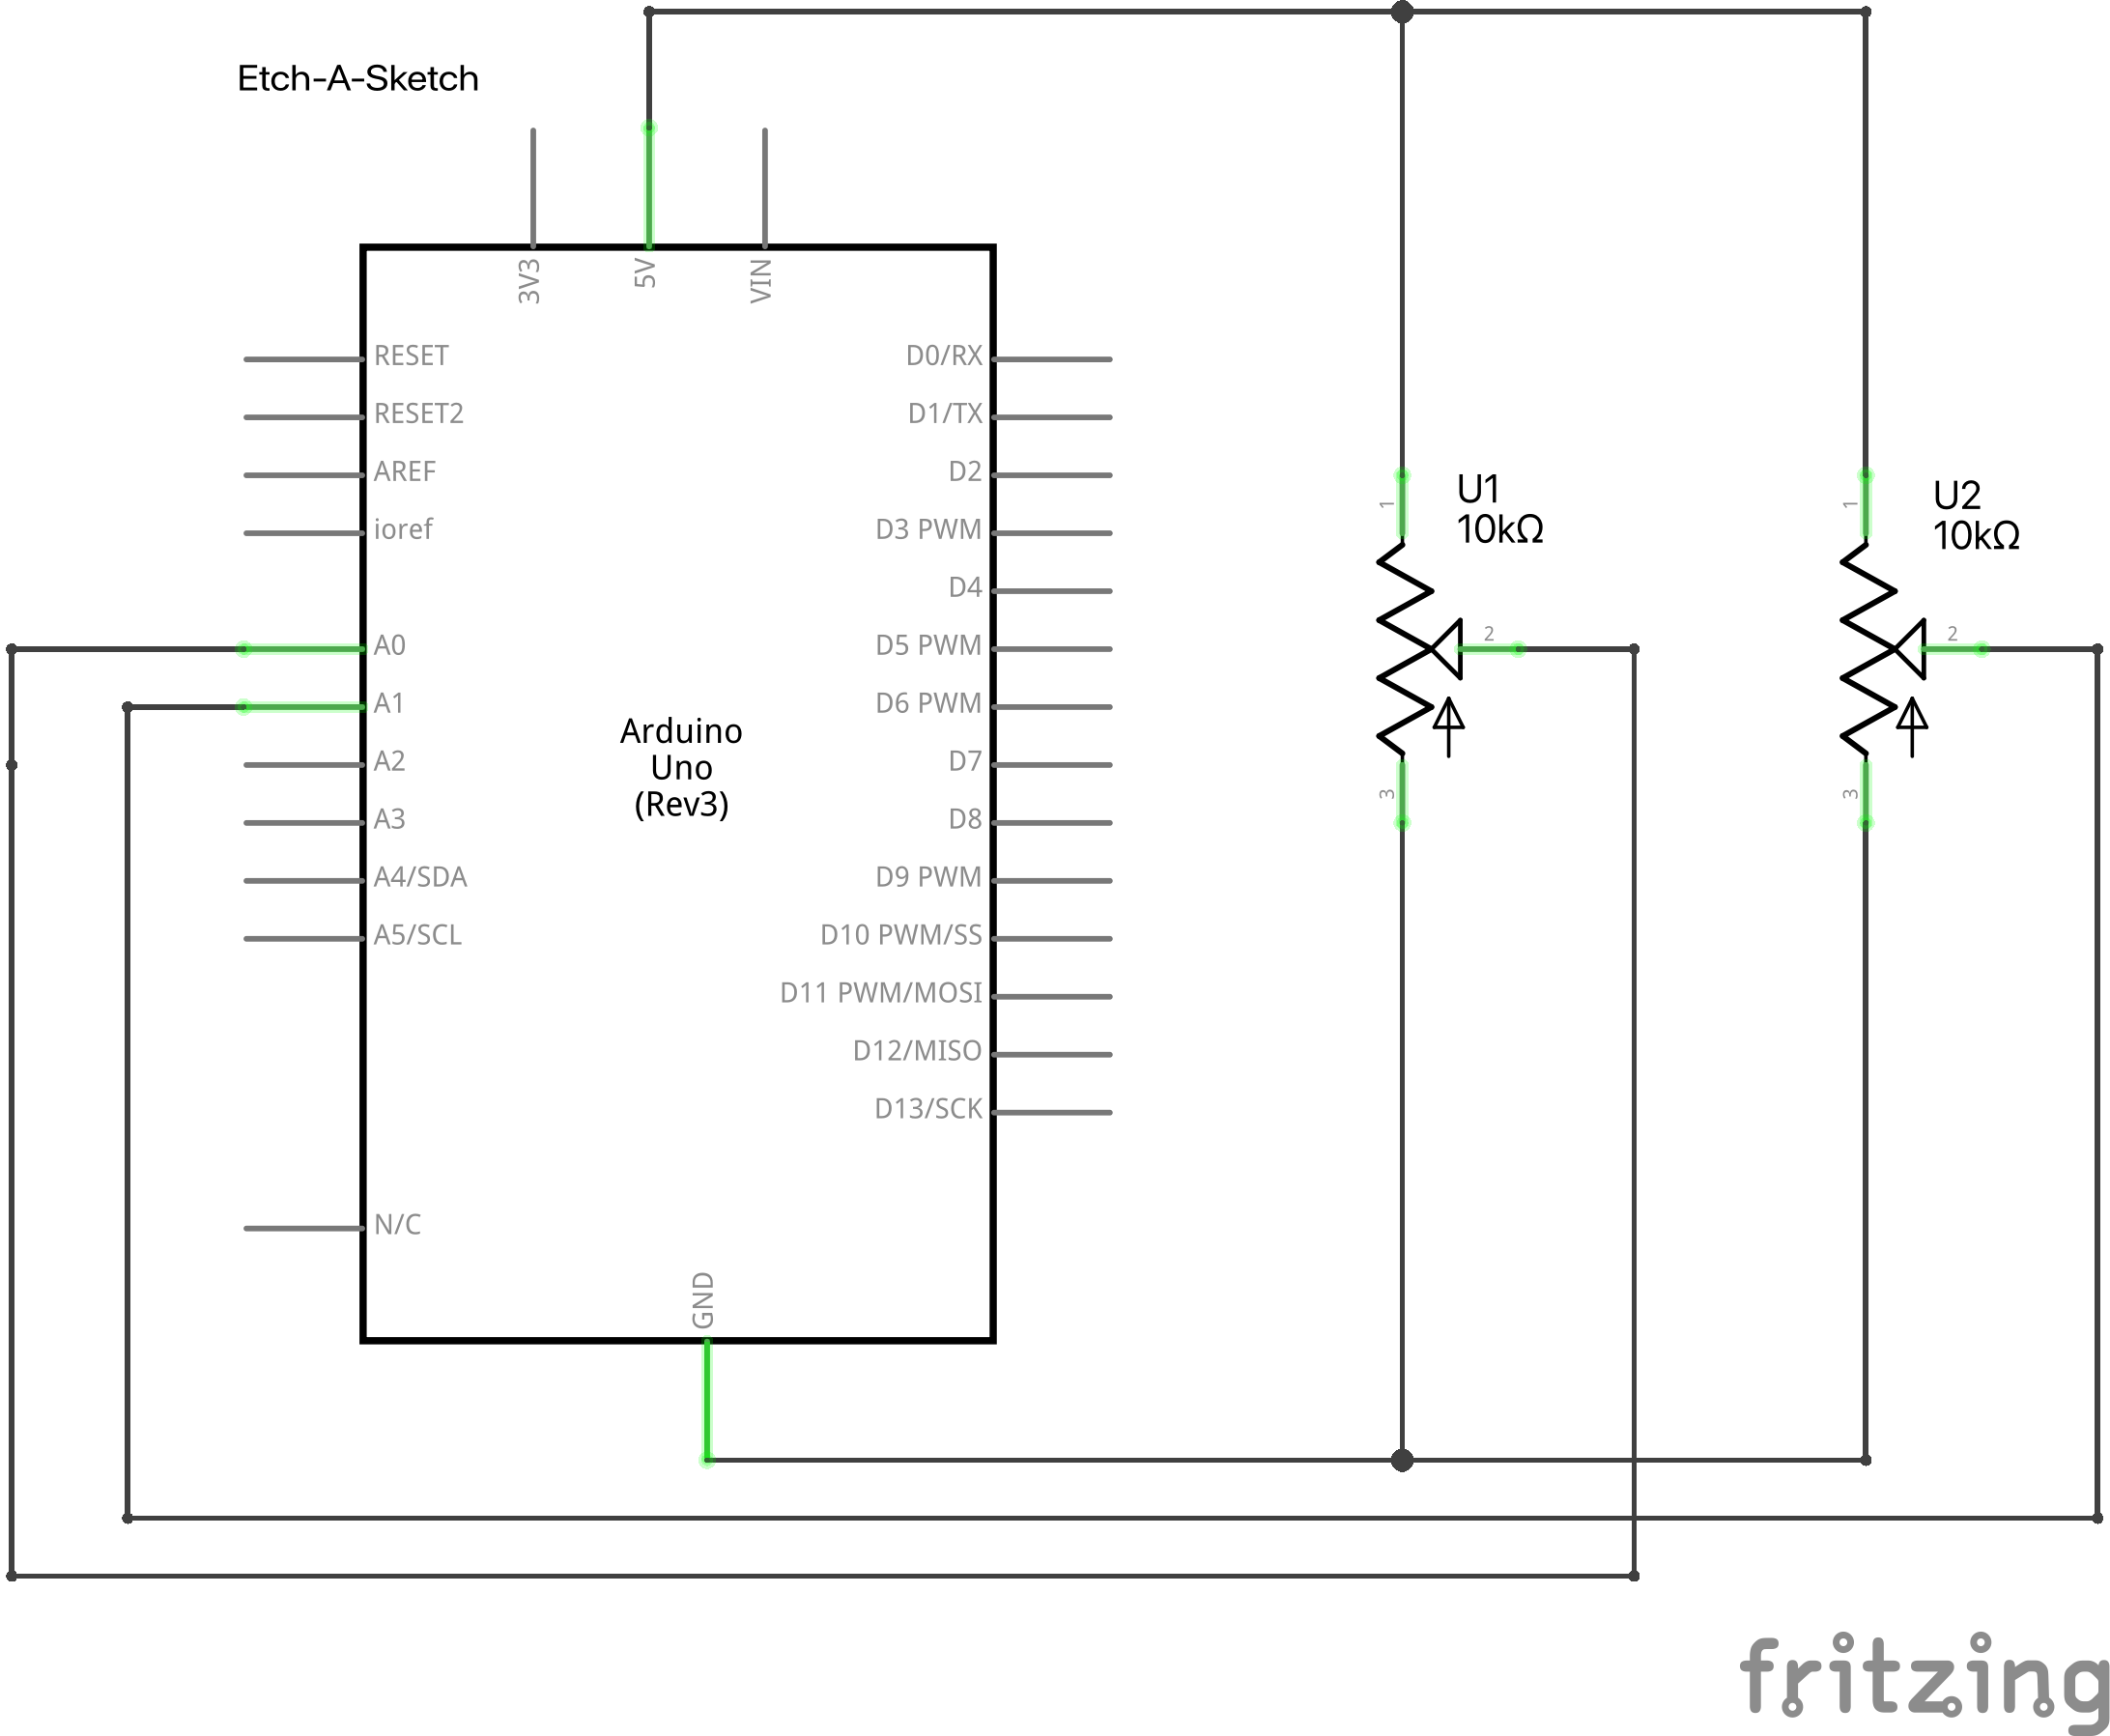 Etch-A-Sketch
3V3
5V
VIN
RESET
RESET2
AREF
ioref
A0
A1
A2
A3
A4/SDA
A5/SCL
N/C
Arduino
Uno
(Rev3)
D0/RX
D1/TX
D2
D3 PWM
D4
D5 PWM
D6 PWM
D7
D8
D9 PWM
D10 PWM/SS
D11 PWM/MOSI
D12/MISO
D13/SCK
GND
1
U1
10kΩ
2
3
1
U2
10kΩ
2
3
fritzing